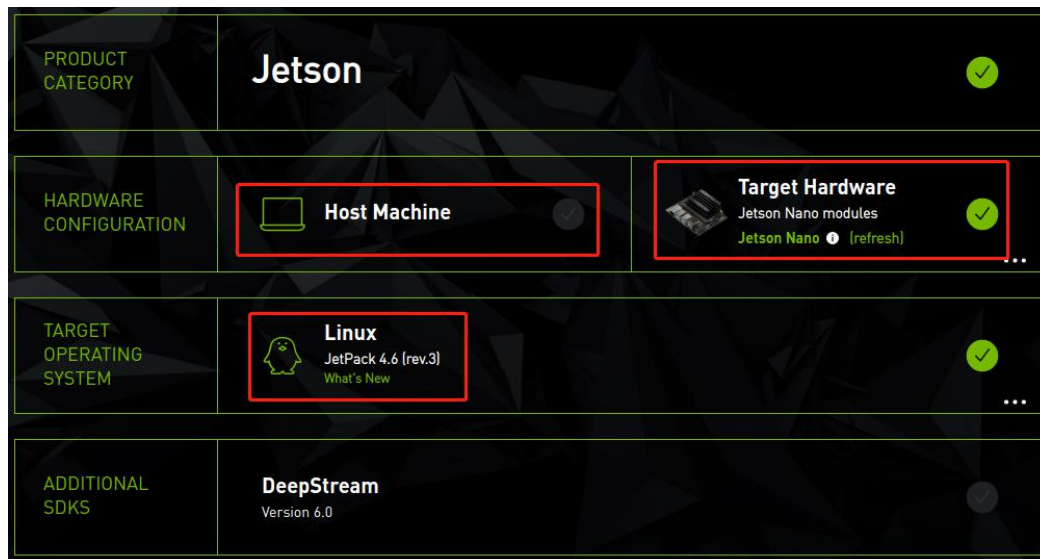 PRODUCT
CATEGORY
Jetson
HARDWARE
CONFIGURATION
Host Machine
Target Hardware
Jetson Nano modules
Jetson Nano i (refresh)
...
TARGET
OPERATING
SYSTEM
Linux
JetPack 4.6 (rev.3)
What's New
...
ADDITIONAL
SDKS
DeepStream
Version 6.0